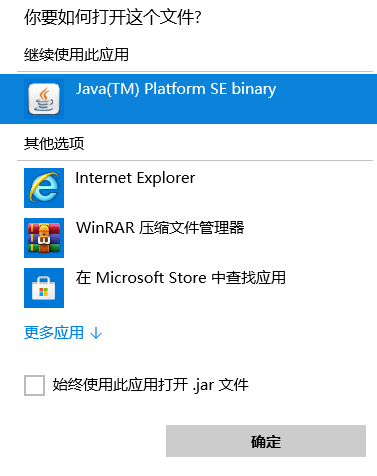 你要如何打开这个文件?
继续使用此应用
Java(TM) Platform SE binary
其他选项
Internet Explorer
WinRAR 压缩文件管理器
在 Microsoft Store 中查找应用
更多应用 ↓
始终使用此应用打开 .jar 文件
确定